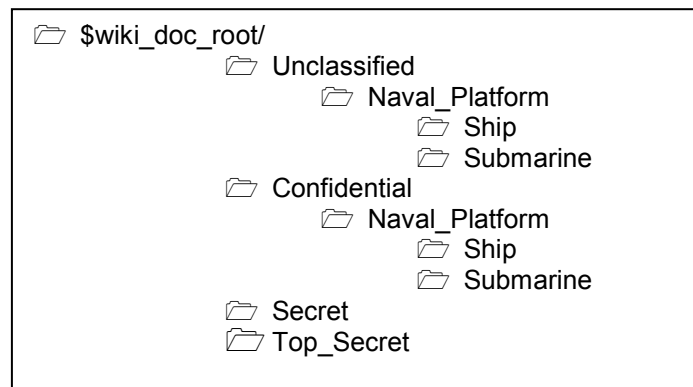 $wiki_doc_root/
Unclassified
Naval_Platform
Ship
Submarine
Confidential
Naval_Platform
Ship
Submarine
Secret
Top_Secret